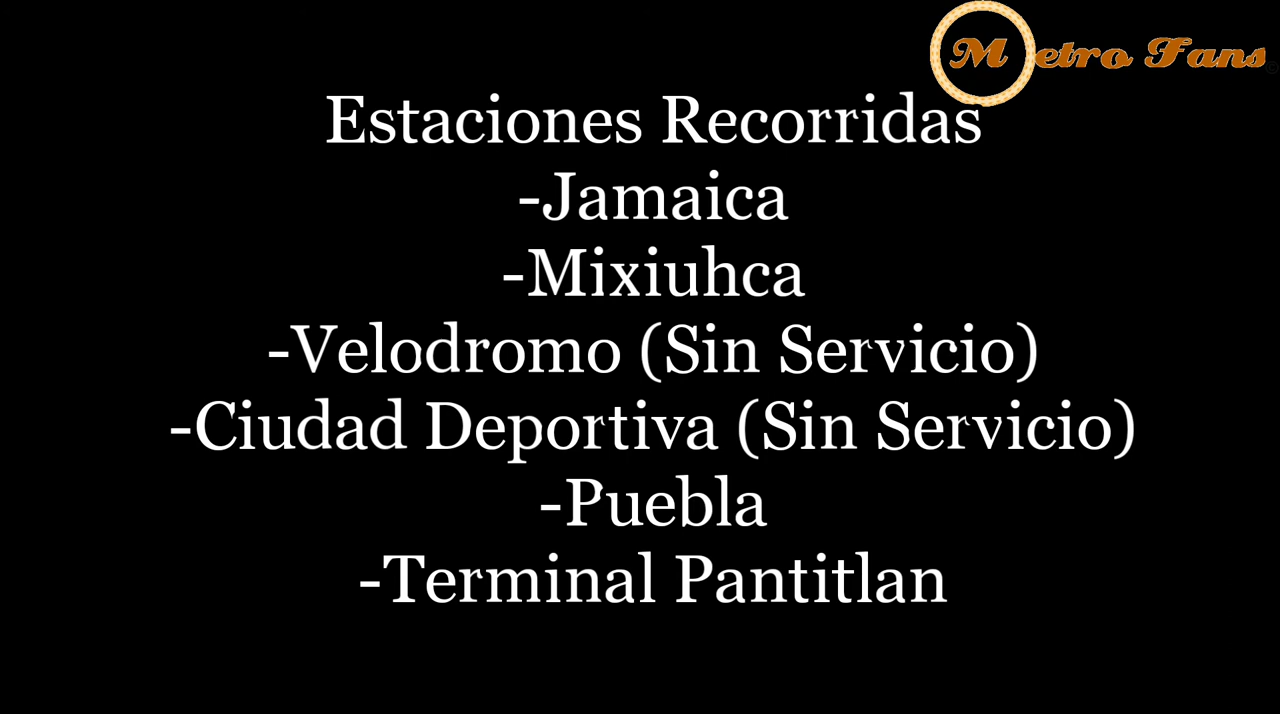 Metro Fans
Estaciones Recorridas
-Jamaica
-Mixiuhca
-Velodromo (Sin Servicio)
-Ciudad Deportiva (Sin Servicio)
-Puebla
-Terminal Pantitlan